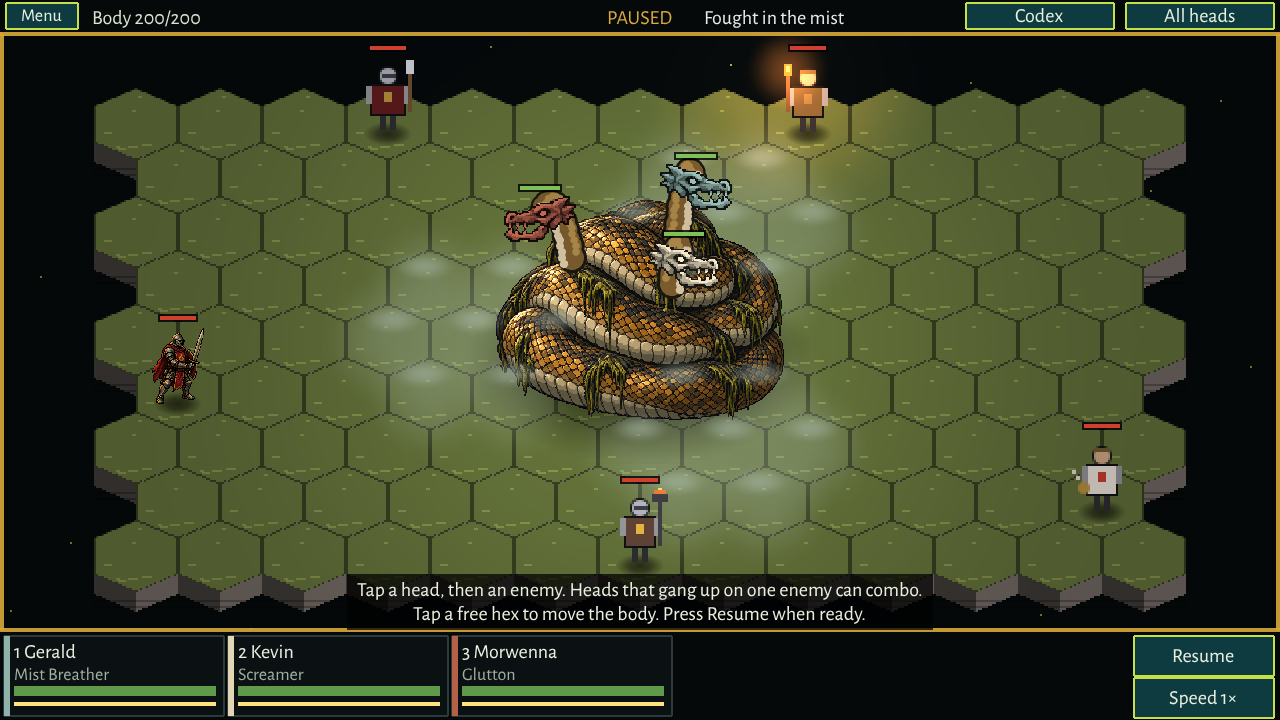 Menu
Body 200/200
PAUSED
Fought in the mist
Codex
All heads
Tap a head, then an enemy. Heads that gang up on one enemy can combo.
Tap a free hex to move the body. Press Resume when ready.
1 Gerald
Mist Breather
2 Kevin
Screamer
3 Morwenna
Glutton
Resume
Speed 1×